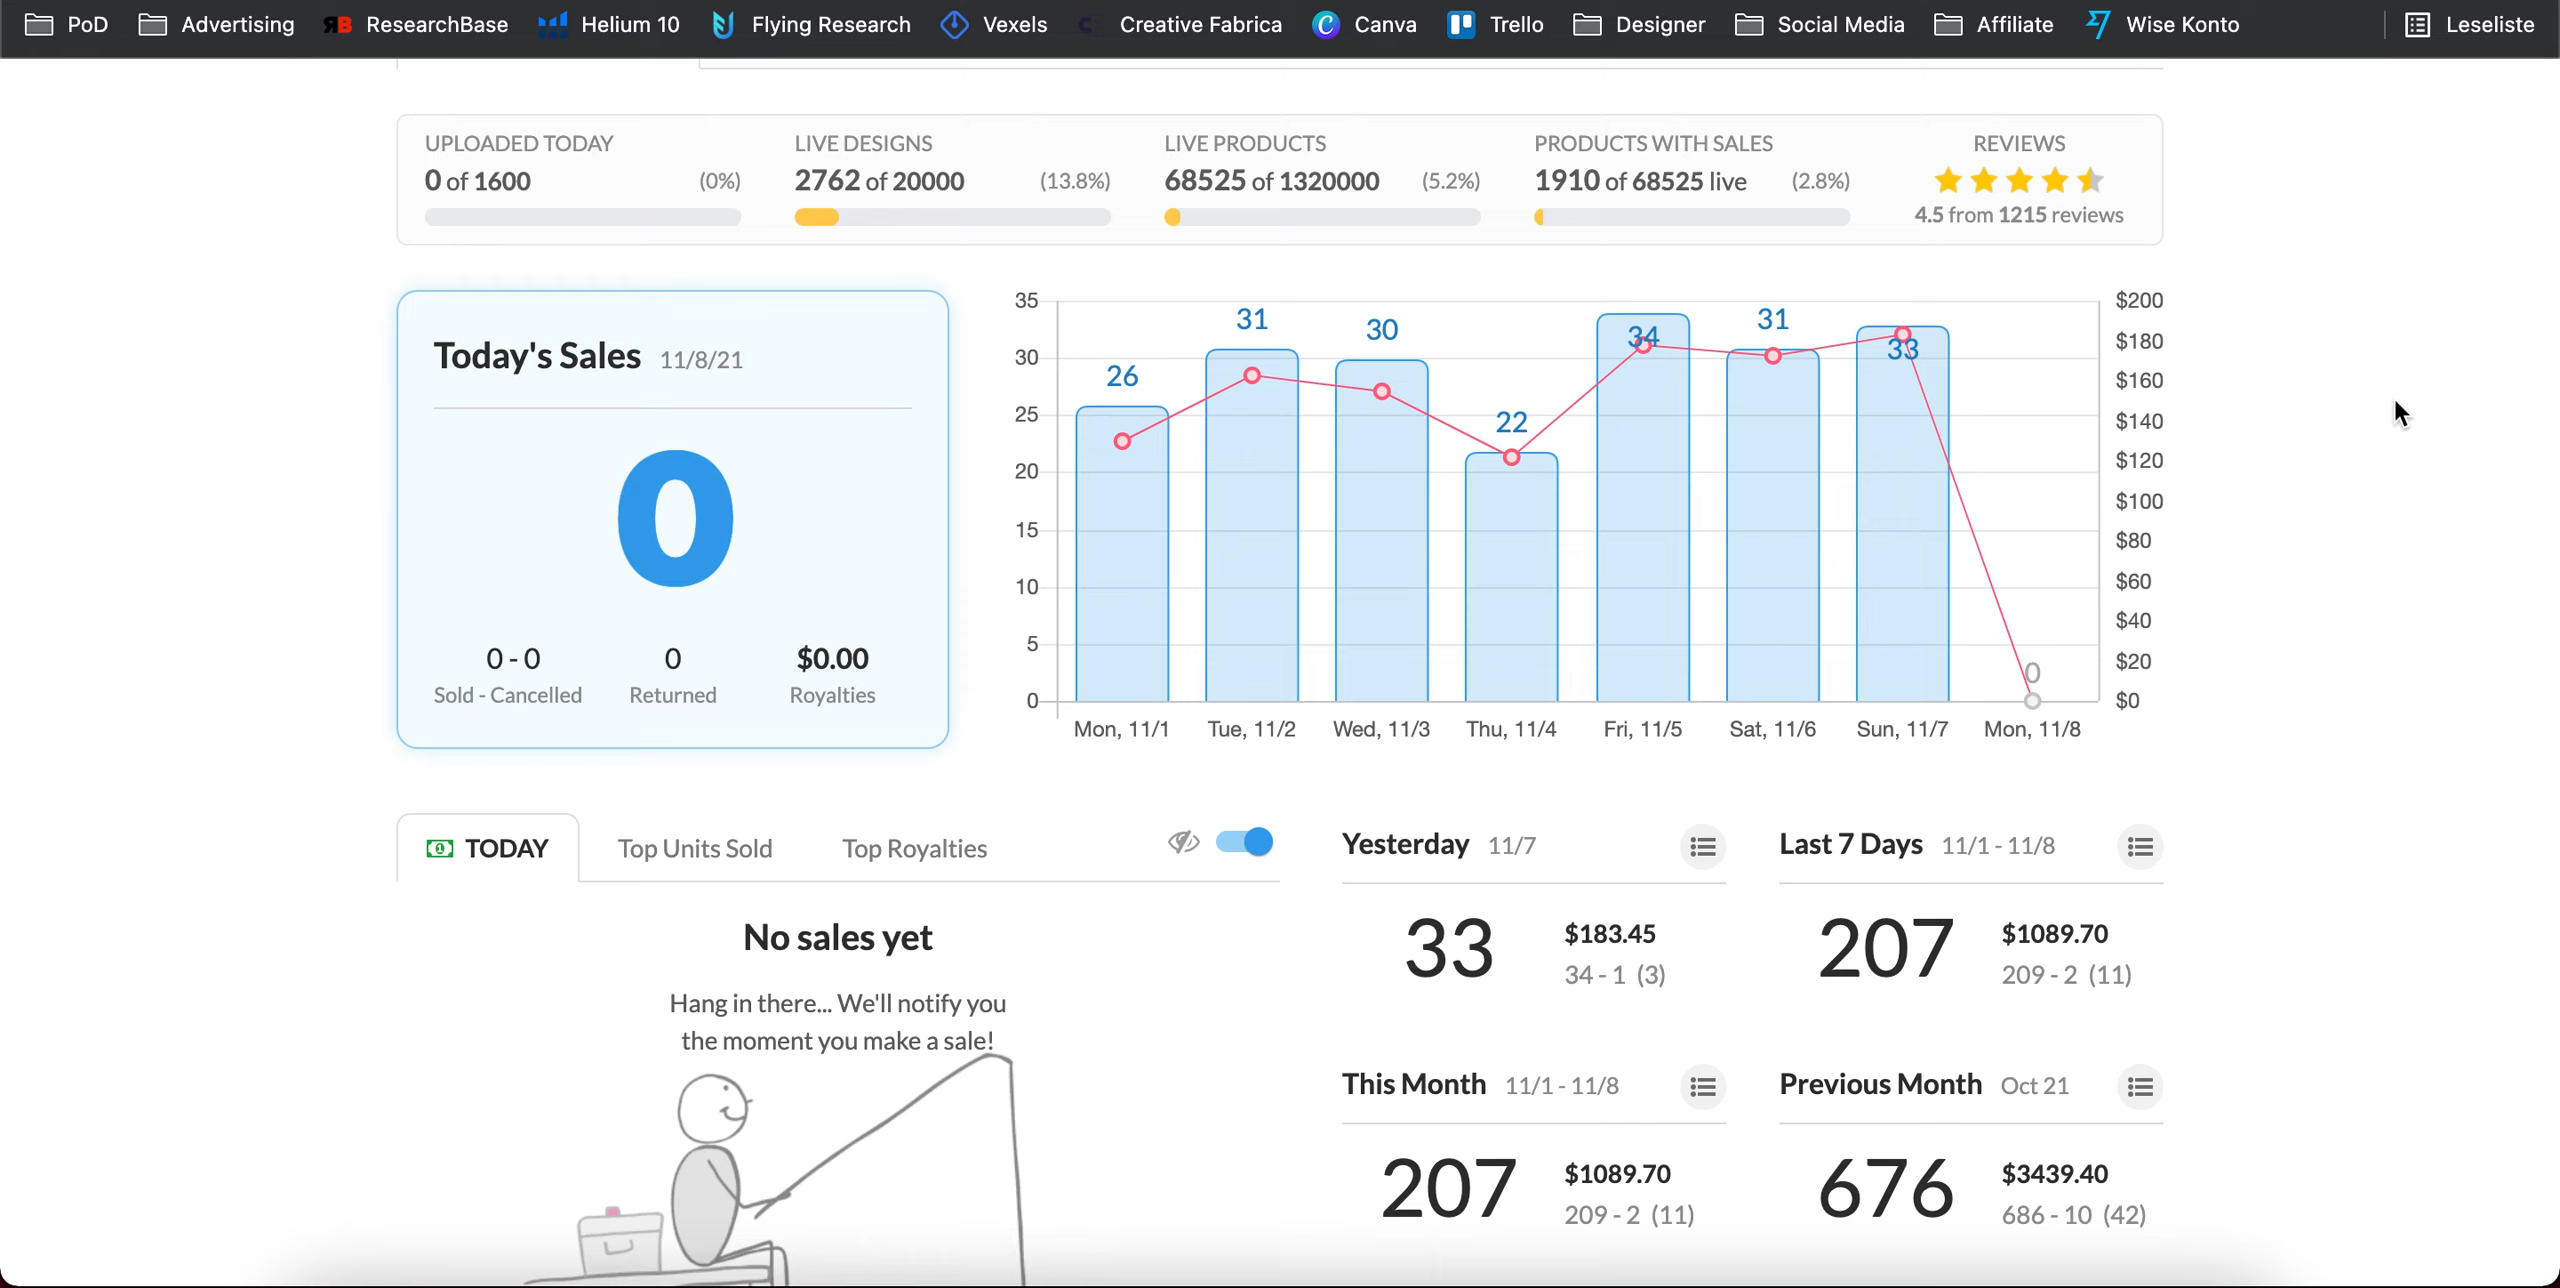 PoD Advertising ResearchBase Helium 10 Flying Research Vexels Creative Fabrica Canva Trello Designer Social Media Affiliate Wise Konto Leseliste
UPLOADED TODAY LIVE DESIGNS LIVE PRODUCTS PRODUCTS WITH SALES REVIEWS
0 of 1600 (0%) 2762 of 20000 (13.8%) 68525 of 1320000 (5.2%) 1910 of 68525 live (2.8%)
4.5 from 1215 reviews
Today's Sales 11/8/21
0
0 - 0 0 $0.00
Sold - Cancelled Returned Royalties
35 30 25 20 15 10 5 0
26 31 30 22 34 31 33 0
$200 $180 $160 $140 $120 $100 $80 $60 $40 $20 $0
Mon, 11/1 Tue, 11/2 Wed, 11/3 Thu, 11/4 Fri, 11/5 Sat, 11/6 Sun, 11/7 Mon, 11/8
TODAY Top Units Sold Top Royalties
No sales yet
Hang in there... We'll notify you
the moment you make a sale!
Yesterday 11/7
33 $183.45
34 - 1 (3)
Last 7 Days 11/1 - 11/8
207 $1089.70
209 - 2 (11)
This Month 11/1 - 11/8
207 $1089.70
209 - 2 (11)
Previous Month Oct 21
676 $3439.40
686 - 10 (42)